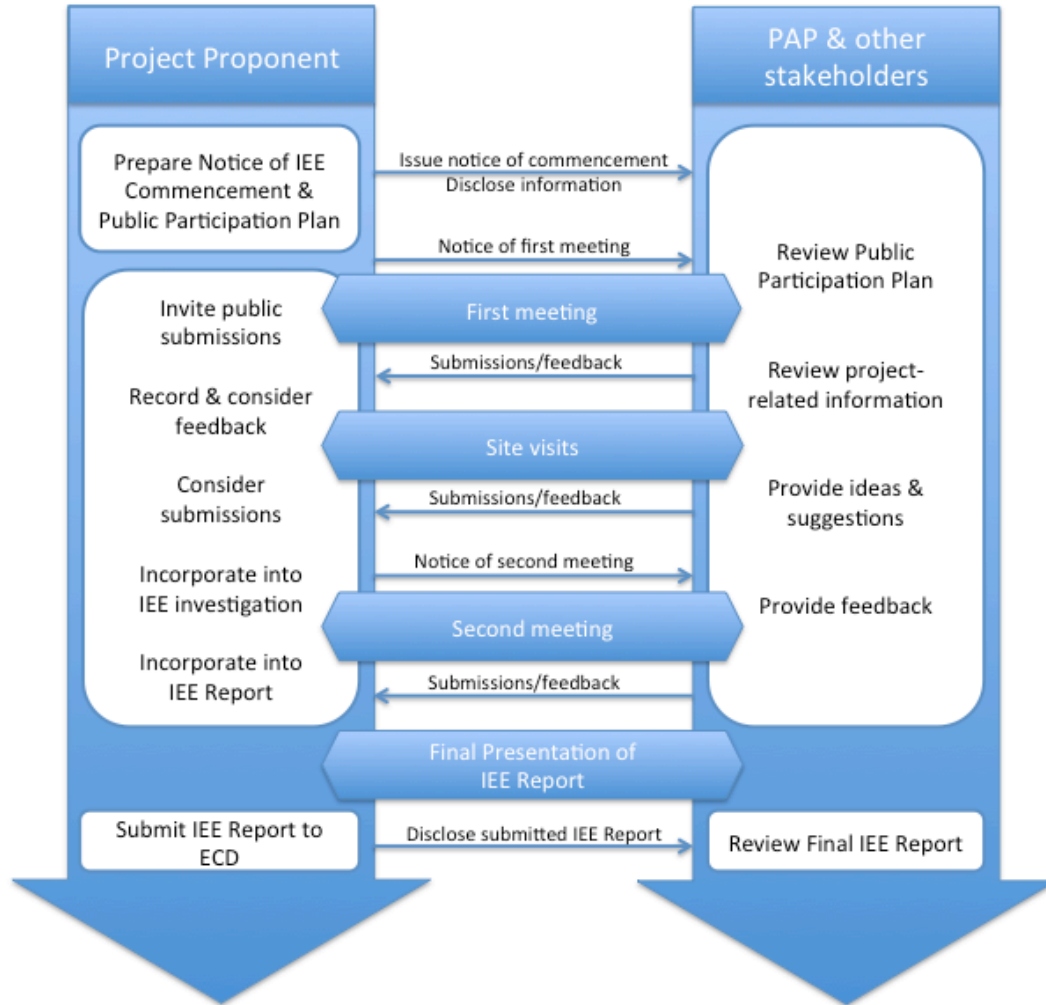 Project Proponent
PAP & other
stakeholders
Prepare Notice of IEE
Commencement &
Public Participation Plan
Issue notice of commencement
Disclose information
Notice of first meeting
Review Public
Participation Plan
Invite public
submissions
First meeting
Submissions/feedback
Review project-
related information
Record & consider
feedback
Site visits
Consider
submissions
Submissions/feedback
Provide ideas &
suggestions
Notice of second meeting
Incorporate into
IEE investigation
Second meeting
Provide feedback
Incorporate into
IEE Report
Submissions/feedback
Final Presentation of
IEE Report
Submit IEE Report to
ECD
Disclose submitted IEE Report
Review Final IEE Report